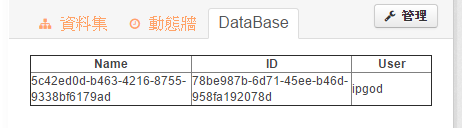 管理
資料集 動態牆 DataBase
Name ID User
5c42ed0d-b463-4216-8755-9338bf6179ad 78be987b-6d71-45ee-b46d-958fa192078d ipgod